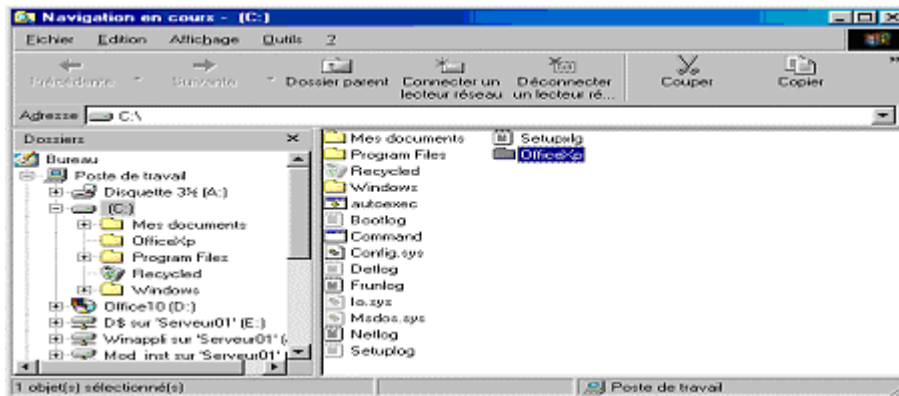 Navigation en cours - (C:)
Fichier Edition Affichage Outils ?
Précédente Suivante Dossier parent Connecter un lecteur réseau Déconnecter un lecteur ré... Couper Copier
Adresse C:\
Dossiers
Bureau
Poste de travail
Disquette 3½ (A:)
(C:)
Mes documents
OfficeXp
Program Files
Recycled
Windows
Office10 (D:)
D$ sur 'Serveur01' (E:)
Winappli sur 'Serveur01' (
Mod_inst sur 'Serveur01'
Mes documents
Program Files
Recycled
Windows
autoexec
Bootlog
Command
Config.sys
Detlog
Frunlog
Io.sys
Msdos.sys
Netlog
Setuplog
Setupxlg
OfficeXp
1 objet(s) sélectionné(s)
Poste de travail